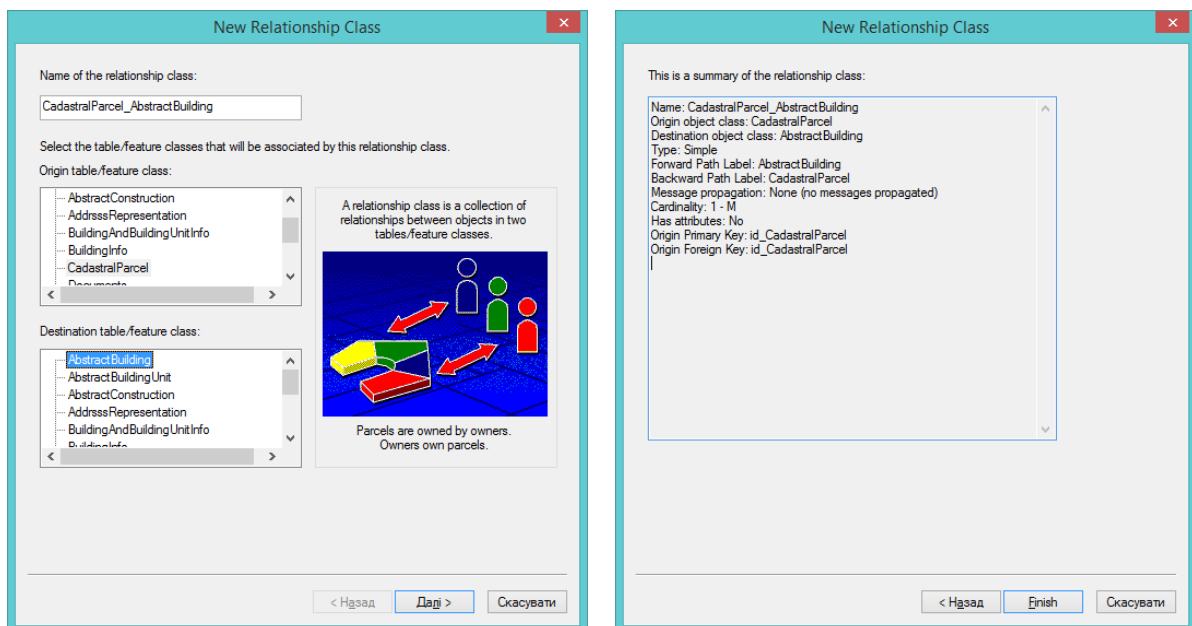 New Relationship Class
Name of the relationship class:
CadastralParcel_AbstractBuilding
Select the table/feature classes that will be associated by this relationship class.
Origin table/feature class:
AbstractConstruction
AddrsssRepresentation
BuildingAndBuildingUnitInfo
BuildingInfo
CadastralParcel
Documents
Destination table/feature class:
AbstractBuilding
AbstractBuildingUnit
AbstractConstruction
AddrsssRepresentation
BuildingAndBuildingUnitInfo
BuildingInfo
A relationship class is a collection of
relationships between objects in two
tables/feature classes.
Parcels are owned by owners.
Owners own parcels.
< Назад
Далі >
Скасувати
New Relationship Class
This is a summary of the relationship class:
Name: CadastralParcel_AbstractBuilding
Origin object class: CadastralParcel
Destination object class: AbstractBuilding
Type: Simple
Forward Path Label: AbstractBuilding
Backward Path Label: CadastralParcel
Message propagation: None (no messages propagated)
Cardinality: 1 - M
Has attributes: No
Origin Primary Key: id_CadastralParcel
Origin Foreign Key: id_CadastralParcel
< Назад
Finish
Скасувати